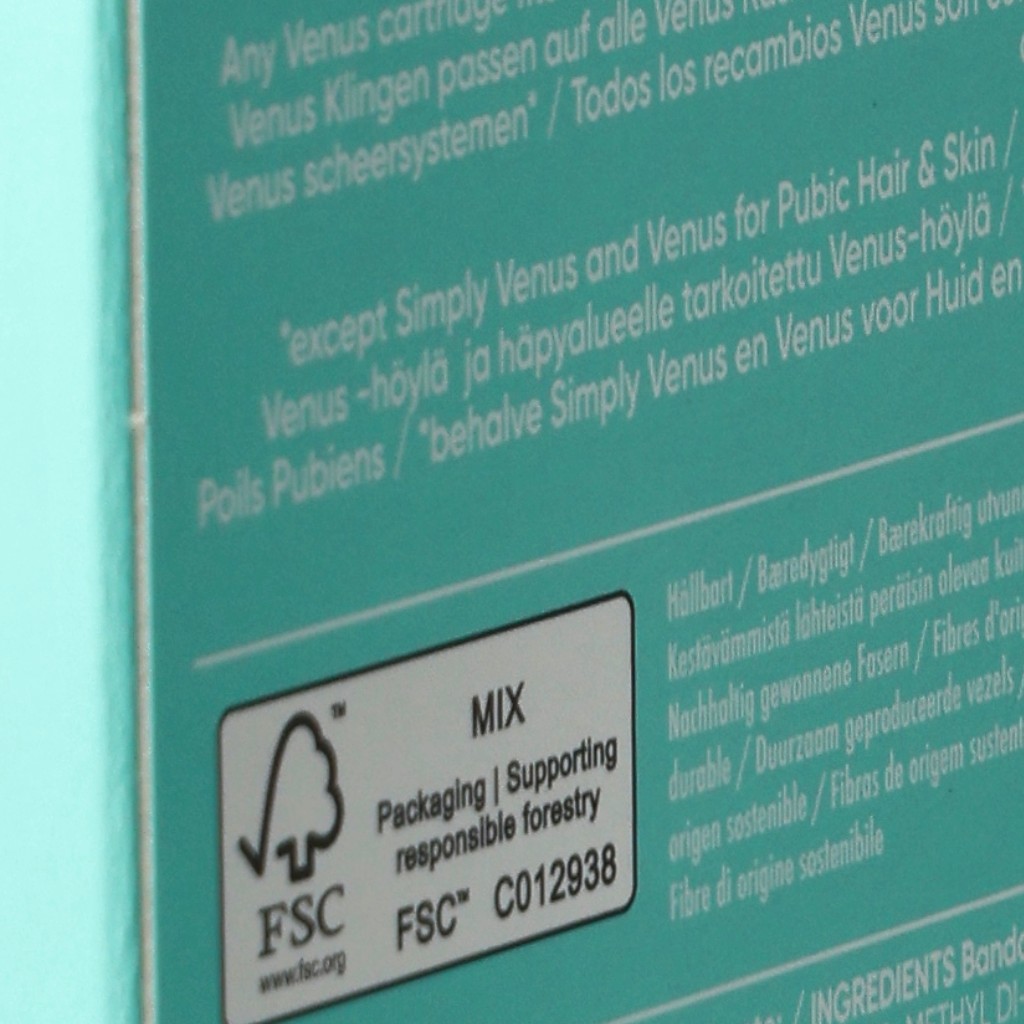 Any Venus cartridge
Venus Klingen passen auf alle Venus
Venus scheersystemen* / Todos los recambios Venus son
*except Simply Venus and Venus for Pubic Hair & Skin /
Venus -höylä ja häpyalueelle tarkoitettu Venus-höylä /
Poils Pubiens / *behalve Simply Venus en Venus voor Huid en
Hållbart / Bæredygtigt / Bærekraftig
Kestävämmistä lähteistä peräisin olevaa
Nachhaltig gewonnene Fasern / Fibres
durable / Duurzaam geproduceerde vezels /
origen sostenible / Fibras de origem
Fibre di origine sostenibile
MIX
Packaging | Supporting
responsible forestry
FSC™ C012938
™
FSC
www.fsc.org
/ INGREDIENTS
METHYL DI-